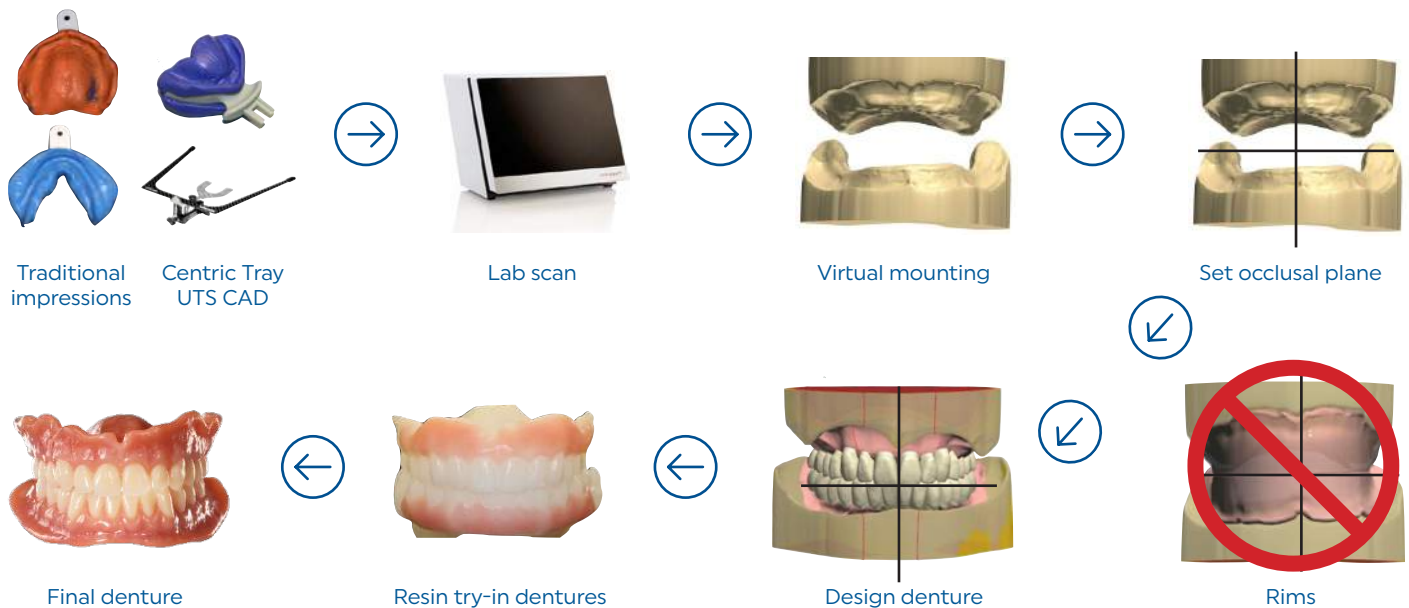 Traditional
impressions
Centric Tray
UTS CAD
Lab scan
Virtual mounting
Set occlusal plane
Final denture
Resin try-in dentures
Design denture
Rims